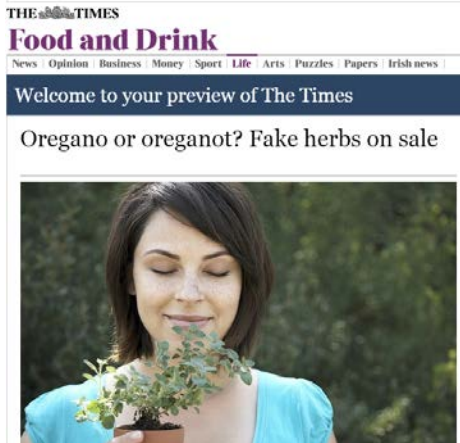 THE TIMES
Food and Drink
News Opinion Business Money Sport Life Arts Puzzles Papers Irish news
Welcome to your preview of The Times
Oregano or oreganot? Fake herbs on sale